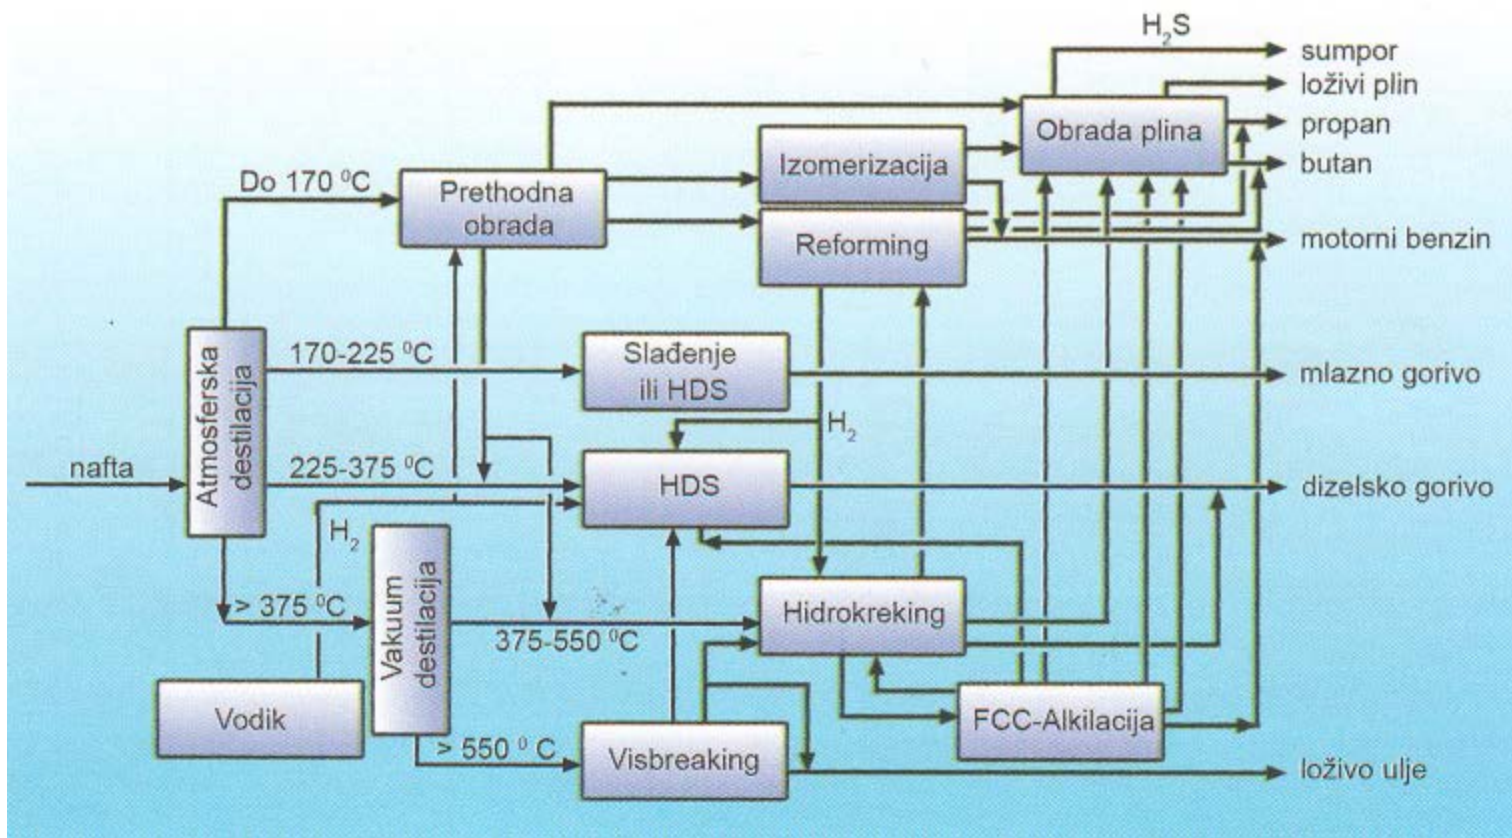 H₂S
sumpor
loživi plin
propan
butan
Obrada plina
Izomerizacija
Do 170 ⁰C
Prethodna
obrada
Reforming
motorni benzin
Atmosferska
destilacija
170-225 ⁰C
Slađenje
ili HDS
mlazno gorivo
H₂
nafta
225-375 ⁰C
HDS
dizelsko gorivo
H₂
> 375 ⁰C
Vakuum
destilacija
375-550 ⁰C
Hidrokreking
Vodik
FCC-Alkilacija
> 550 ⁰ C
Visbreaking
loživo ulje